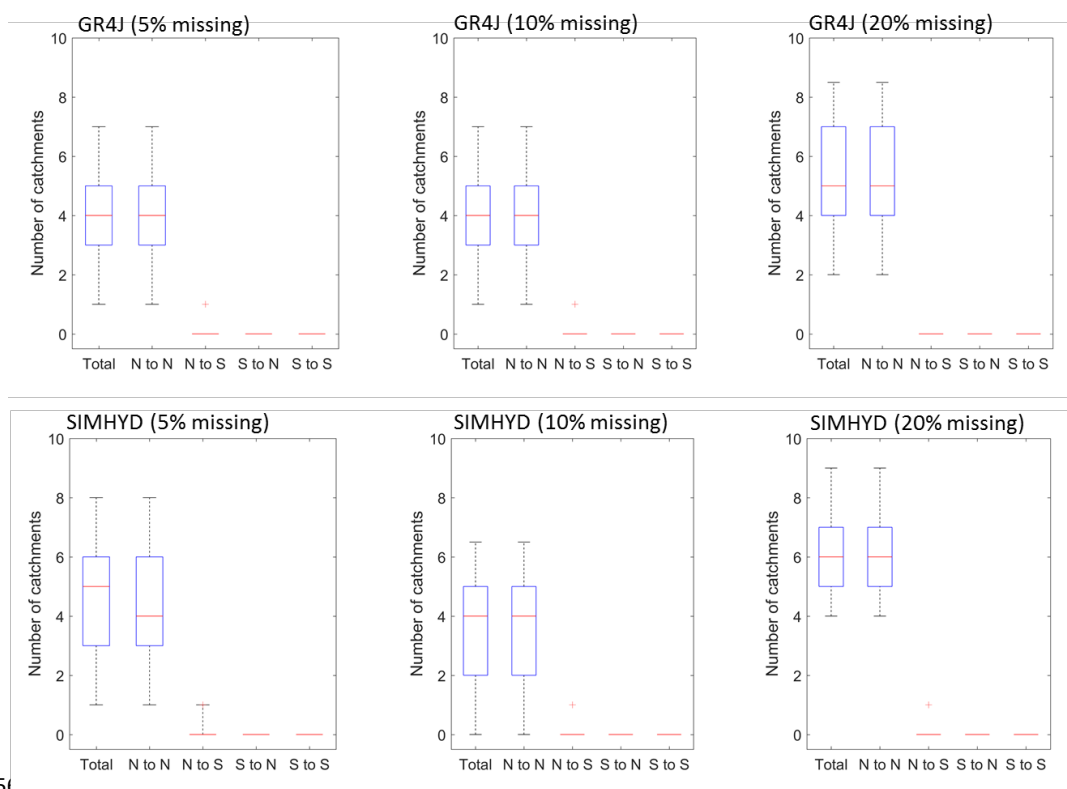 GR4J (5% missing) GR4J (10% missing) GR4J (20% missing)
10 10 10
8 8 8
6 6 6
4 4 4
2 2 2
0 0 0
Number of catchments Number of catchments Number of catchments
Total N to N N to S S to N S to S Total N to N N to S S to N S to S Total N to N N to S S to N S to S
SIMHYD (5% missing) SIMHYD (10% missing) SIMHYD (20% missing)
10 10 10
8 8 8
6 6 6
4 4 4
2 2 2
0 0 0
Number of catchments Number of catchments Number of catchments
Total N to N N to S S to N S to S Total N to N N to S S to N S to S Total N to N N to S S to N S to S